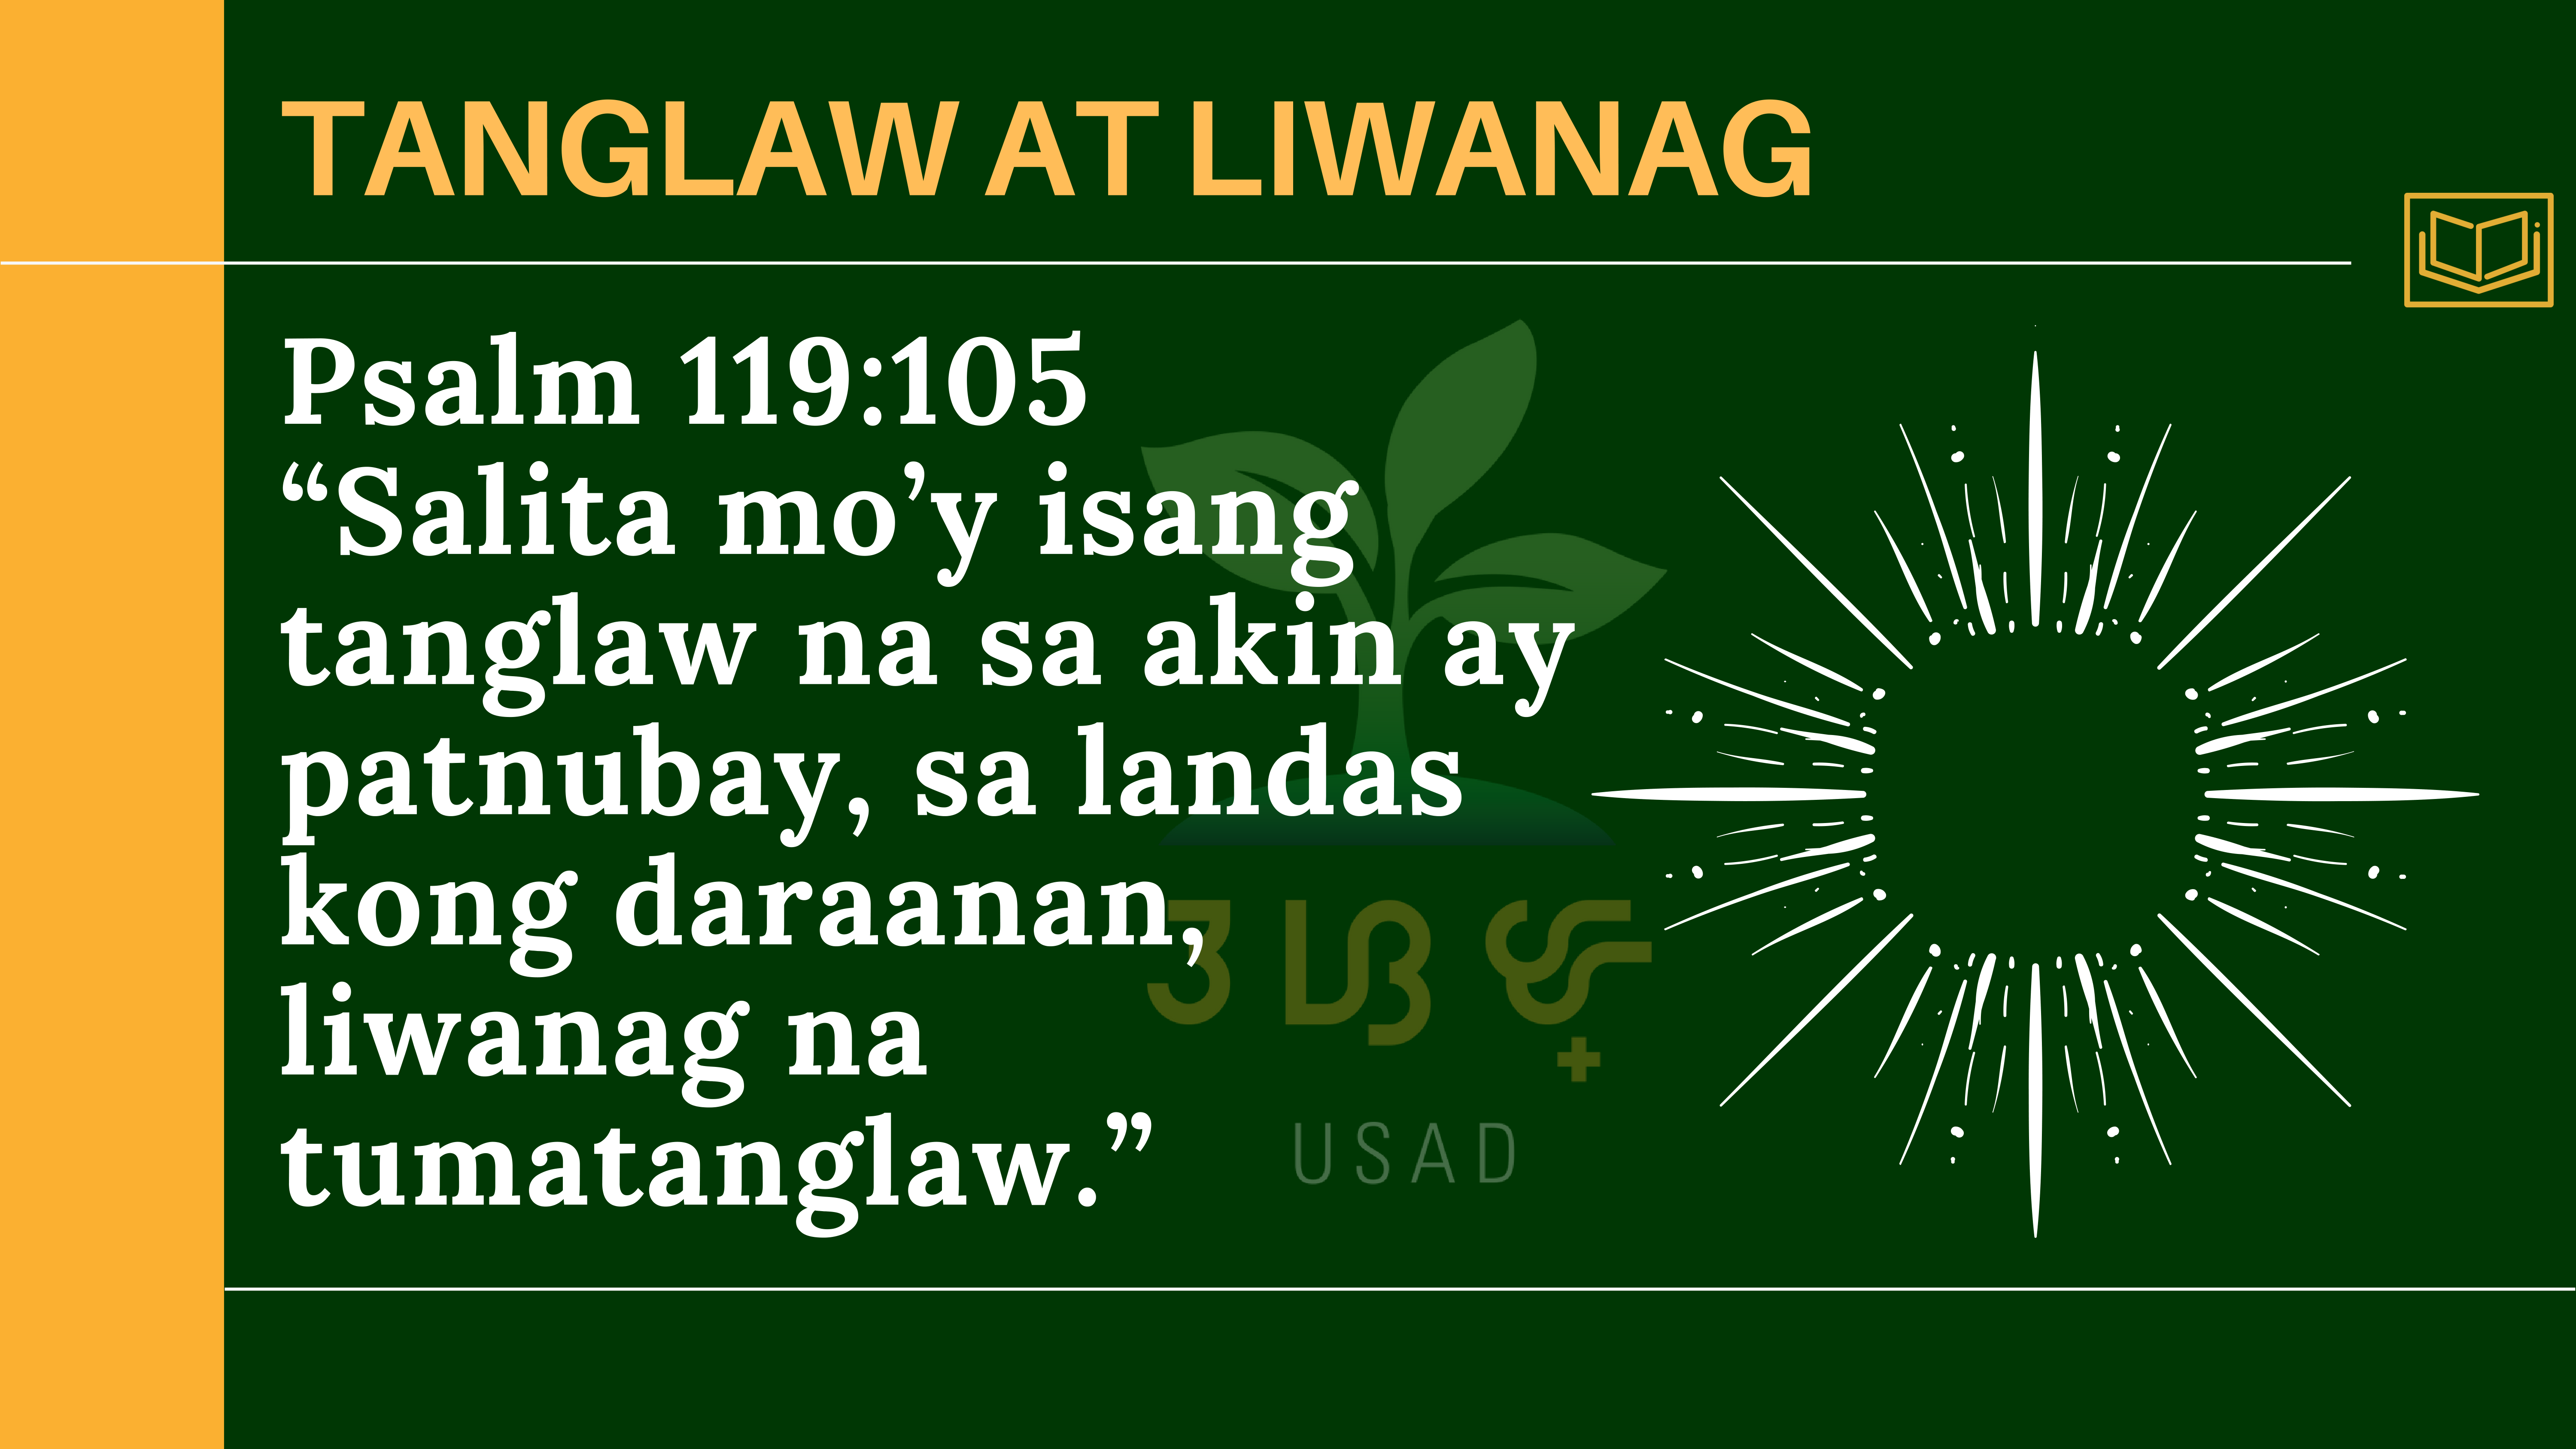 TANGLAW AT LIWANAG
Psalm 119:105
“Salita mo’y isang
tanglaw na sa akin ay
patnubay, sa landas
kong daraanan,
liwanag na
tumatanglaw.”
USAD